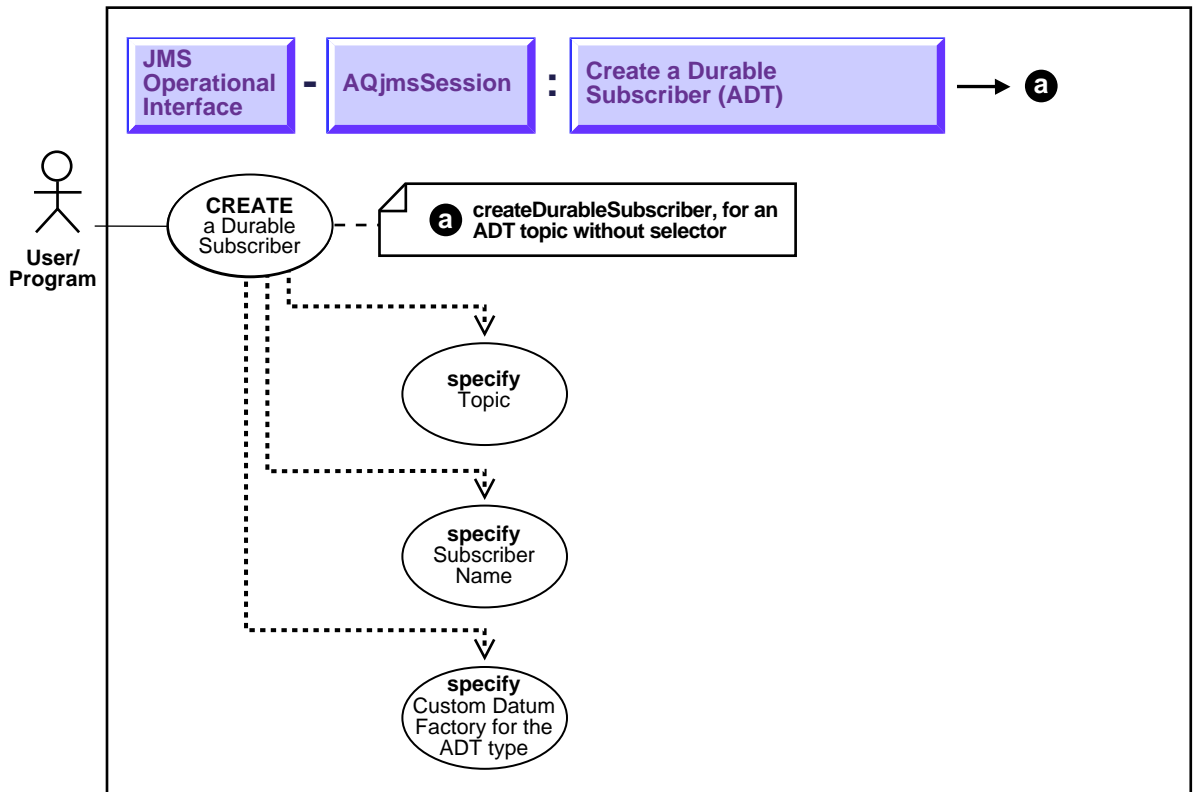 JMS
Operational
Interface
-
AQjmsSession
:
Create a Durable
Subscriber (ADT)
a
User/
Program
CREATE
a Durable
Subscriber
a
createDurableSubscriber, for an
ADT topic without selector
specify
Topic
specify
Subscriber
Name
specify
Custom Datum
Factory for the
ADT type